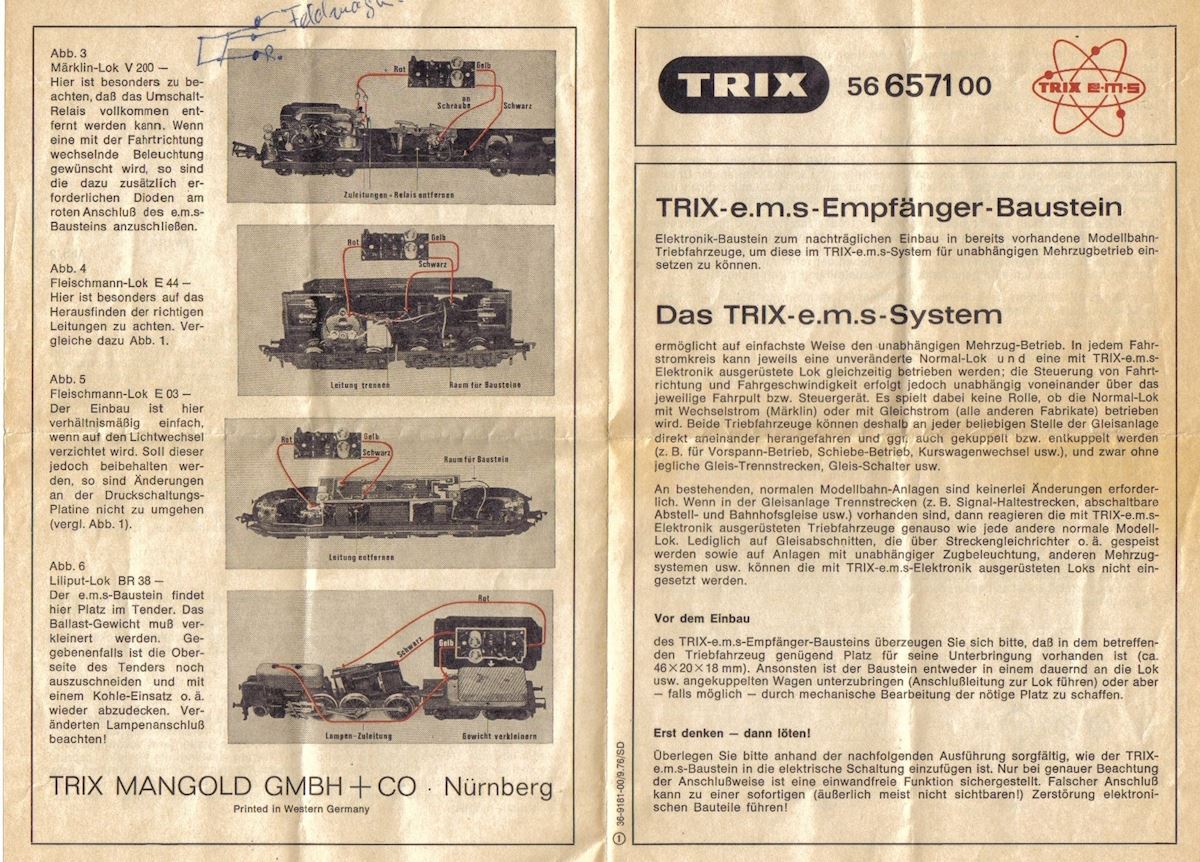 Feldmagn.
R.
Abb. 3
Märklin-Lok V 200 —
Hier ist besonders zu be-
achten, daß das Umschalt-
Relais vollkommen ent-
fernt werden kann. Wenn
eine mit der Fahrtrichtung
wechselnde Beleuchtung
gewünscht wird, so sind
die dazu zusätzlich er-
forderlichen Dioden am
roten Anschluß des e.m.s-
Bausteins anzuschließen.
Rot
Gelb
an
Schraube
Schwarz
Zuleitungen - Relais entfernen
Abb. 4
Fleischmann-Lok E 44 —
Hier ist besonders auf das
Herausfinden der richtigen
Leitungen zu achten. Ver-
gleiche dazu Abb. 1.
Rot
Gelb
Schwarz
Leitung trennen
Raum für Bausteine
Abb. 5
Fleischmann-Lok E 03 —
Der Einbau ist hier
verhältnismäßig einfach,
wenn auf den Lichtwechsel
verzichtet wird. Soll dieser
jedoch beibehalten wer-
den, so sind Änderungen
an der Druckschaltungs-
Platine nicht zu umgehen
(vergl. Abb. 1).
Rot
Gelb
Schwarz
Raum für Baustein
Leitung entfernen
Abb. 6
Liliput-Lok BR 38 —
Der e.m.s-Baustein findet
hier Platz im Tender. Das
Ballast-Gewicht muß ver-
kleinert werden. Ge-
gebenenfalls ist die Ober-
seite des Tenders noch
auszuschneiden und mit
einem Kohle-Einsatz o. ä.
wieder abzudecken. Ver-
änderten Lampenanschluß
beachten!
Rot
Schwarz
Gelb
Lampen-Zuleitung
Gewicht verkleinern
TRIX MANGOLD GMBH + CO · Nürnberg
Printed in Western Germany
TRIX
56 6571 00
TRIX E·M·S
TRIX-e.m.s-Empfänger-Baustein
Elektronik-Baustein zum nachträglichen Einbau in bereits vorhandene Modellbahn-
Triebfahrzeuge, um diese im TRIX-e.m.s-System für unabhängigen Mehrzugbetrieb ein-
setzen zu können.
Das TRIX-e.m.s-System
ermöglicht auf einfachste Weise den unabhängigen Mehrzug-Betrieb. In jedem Fahr-
stromkreis kann jeweils eine unveränderte Normal-Lok und eine mit TRIX-e.m.s-
Elektronik ausgerüstete Lok gleichzeitig betrieben werden; die Steuerung von Fahrt-
richtung und Fahrgeschwindigkeit erfolgt jedoch unabhängig voneinander über das
jeweilige Fahrpult bzw. Steuergerät. Es spielt dabei keine Rolle, ob die Normal-Lok
mit Wechselstrom (Märklin) oder mit Gleichstrom (alle anderen Fabrikate) betrieben
wird. Beide Triebfahrzeuge können deshalb an jeder beliebigen Stelle der Gleisanlage
direkt aneinander herangefahren und ggf. auch gekuppelt bzw. entkuppelt werden
(z. B. für Vorspann-Betrieb, Schiebe-Betrieb, Kurswagenwechsel usw.), und zwar ohne
jegliche Gleis-Trennstrecken, Gleis-Schalter usw.
An bestehenden, normalen Modellbahn-Anlagen sind keinerlei Änderungen erforder-
lich. Wenn in der Gleisanlage Trennstrecken (z. B. Signal-Haltestrecken, abschaltbare
Abstell- und Bahnhofsgleise usw.) vorhanden sind, dann reagieren die mit TRIX-e.m.s-
Elektronik ausgerüsteten Triebfahrzeuge genauso wie jede andere normale Modell-
Lok. Lediglich auf Gleisabschnitten, die über Streckengleichrichter o. ä. gespeist
werden sowie auf Anlagen mit unabhängiger Zugbeleuchtung, anderen Mehrzug-
systemen usw. können die mit TRIX-e.m.s-Elektronik ausgerüsteten Loks nicht ein-
gesetzt werden.
Vor dem Einbau
des TRIX-e.m.s-Empfänger-Bausteins überzeugen Sie sich bitte, daß in dem betreffen-
den Triebfahrzeug genügend Platz für seine Unterbringung vorhanden ist (ca.
46×20×18 mm). Ansonsten ist der Baustein entweder in einem dauernd an die Lok
usw. angekuppelten Wagen unterzubringen (Anschlußleitung zur Lok führen) oder aber
— falls möglich — durch mechanische Bearbeitung der nötige Platz zu schaffen.
Erst denken — dann löten!
Überlegen Sie bitte anhand der nachfolgenden Ausführung sorgfältig, wie der TRIX-
e.m.s-Baustein in die elektrische Schaltung einzufügen ist. Nur bei genauer Beachtung
der Anschlußweise ist eine einwandfreie Funktion sichergestellt. Falscher Anschluß
kann zu einer sofortigen (äußerlich meist nicht sichtbaren!) Zerstörung elektroni-
schen Bauteile führen!
① 36-9181-00/9.76/SD